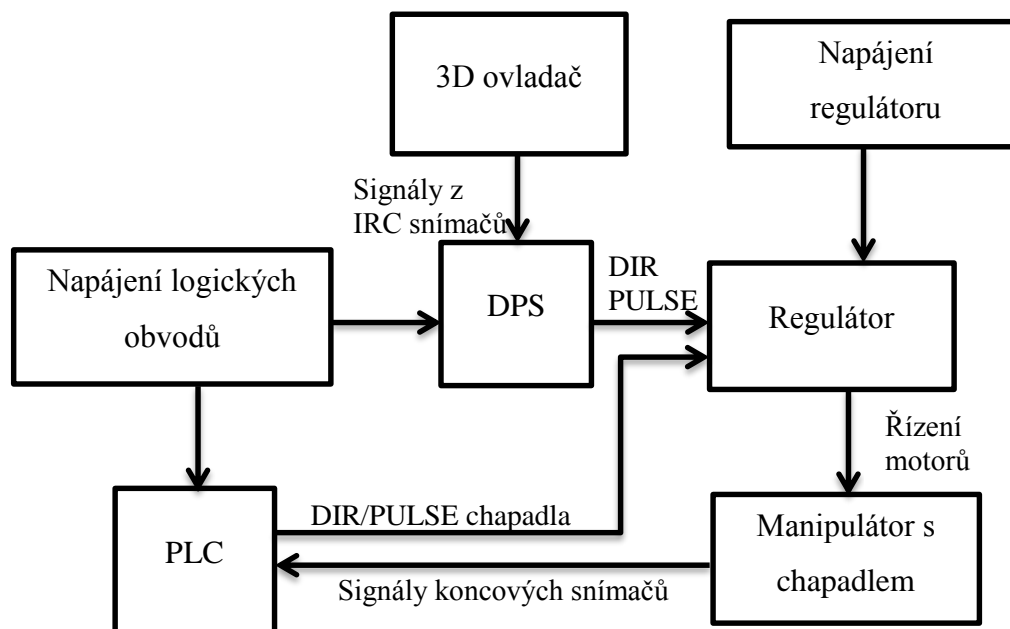 3D ovladač
Napájení
regulátoru
Signály z
IRC snímačů
Napájení logických
obvodů
DPS
DIR
PULSE
Regulátor
Řízení
motorů
PLC
DIR/PULSE chapadla
Signály koncových snímačů
Manipulátor s
chapadlem